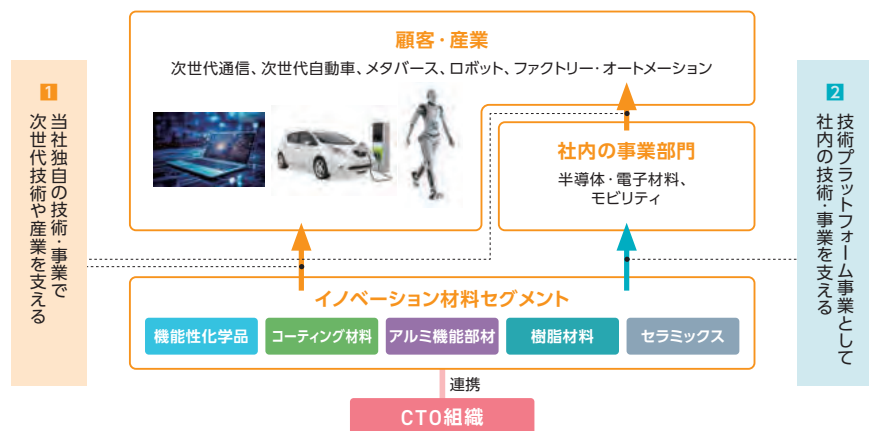 顧客・産業
次世代通信、次世代自動車、メタバース、ロボット、ファクトリー・オートメーション
1
当社独自の技術・事業で
次世代技術や産業を支える
社内の事業部門
半導体・電子材料、
モビリティ
2
技術プラットフォーム事業として
社内の技術・事業を支える
イノベーション材料セグメント
機能性化学品
コーティング材料
アルミ機能部材
樹脂材料
セラミックス
連携
CTO組織